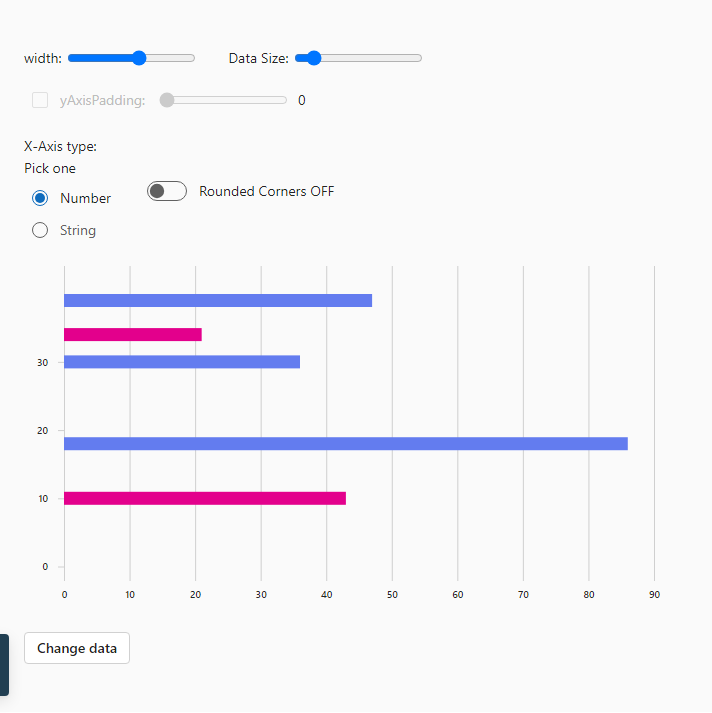 width: Data Size:
yAxisPadding: 0
X-Axis type:
Pick one
Number Rounded Corners OFF
String
30
20
10
0
0 10 20 30 40 50 60 70 80 90
Change data